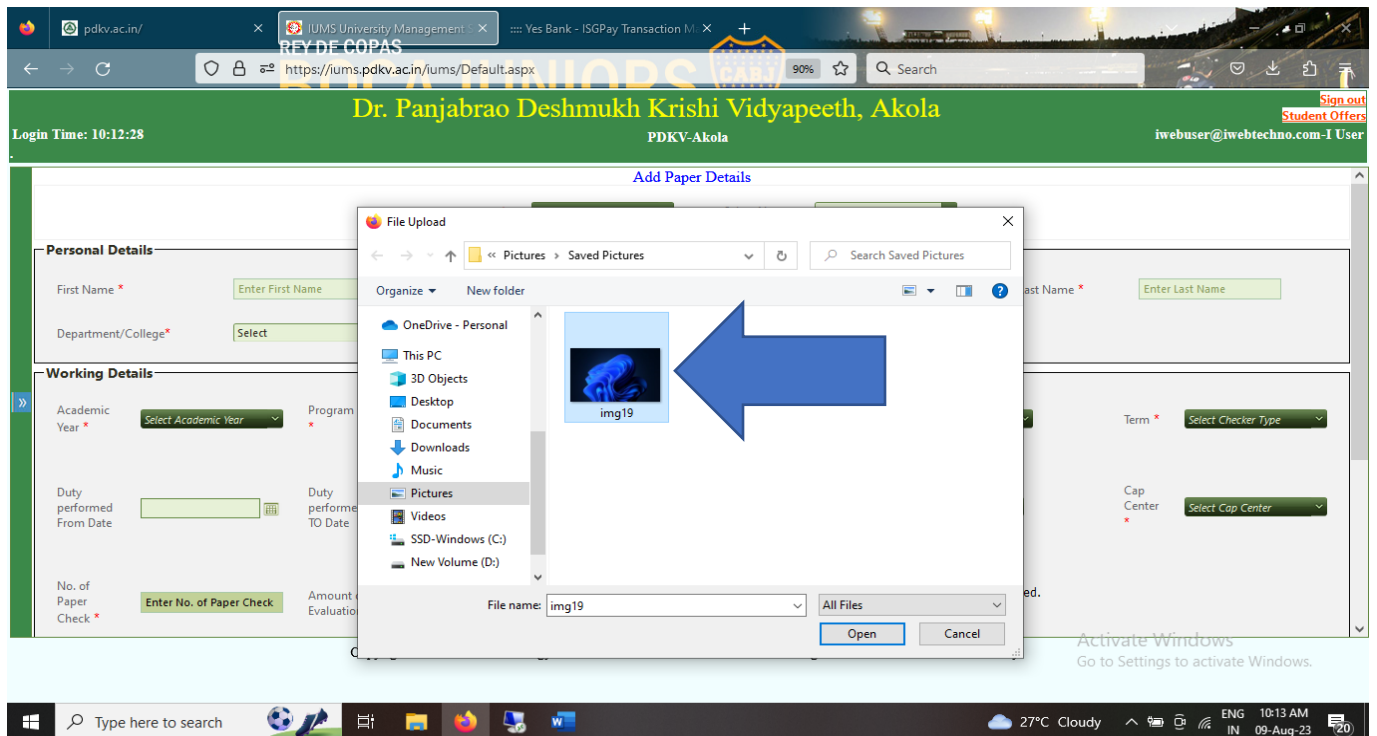 pdkv.ac.in/
IUMS University Management S
:::: Yes Bank - ISGPay Transaction Ma
REY DE COPAS
BOCA JUNIORS
CABJ
https://iums.pdkv.ac.in/iums/Default.aspx
90%
Search
Dr. Panjabrao Deshmukh Krishi Vidyapeeth, Akola
Sign out
Student Offers
Login Time: 10:12:28
PDKV-Akola
iwebuser@iwebtechno.com-I User
.
Add Paper Details
File Upload
« Pictures › Saved Pictures
Search Saved Pictures
Organize
New folder
OneDrive - Personal
This PC
3D Objects
Desktop
Documents
Downloads
Music
Pictures
Videos
SSD-Windows (C:)
New Volume (D:)
img19
File name:
img19
All Files
Open
Cancel
Personal Details
First Name *
Enter First Name
ast Name *
Enter Last Name
Department/College*
Select
Working Details
Academic
Year *
Select Academic Year
Program
*
Term *
Select Checker Type
Duty
performed
From Date
Duty
performe
TO Date
Cap
Center
*
Select Cap Center
No. of
Paper
Check *
Enter No. of Paper Check
Amount
Evaluatio
ed.
Activate Windows
Go to Settings to activate Windows.
Type here to search
27°C Cloudy
ENG
IN
10:13 AM
09-Aug-23
20